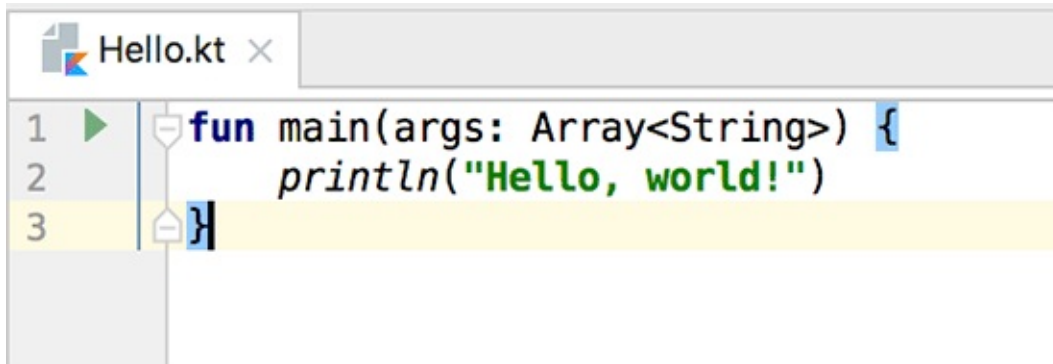 Hello.kt
1 fun main(args: Array<String>) {
2 println("Hello, world!")
3 }